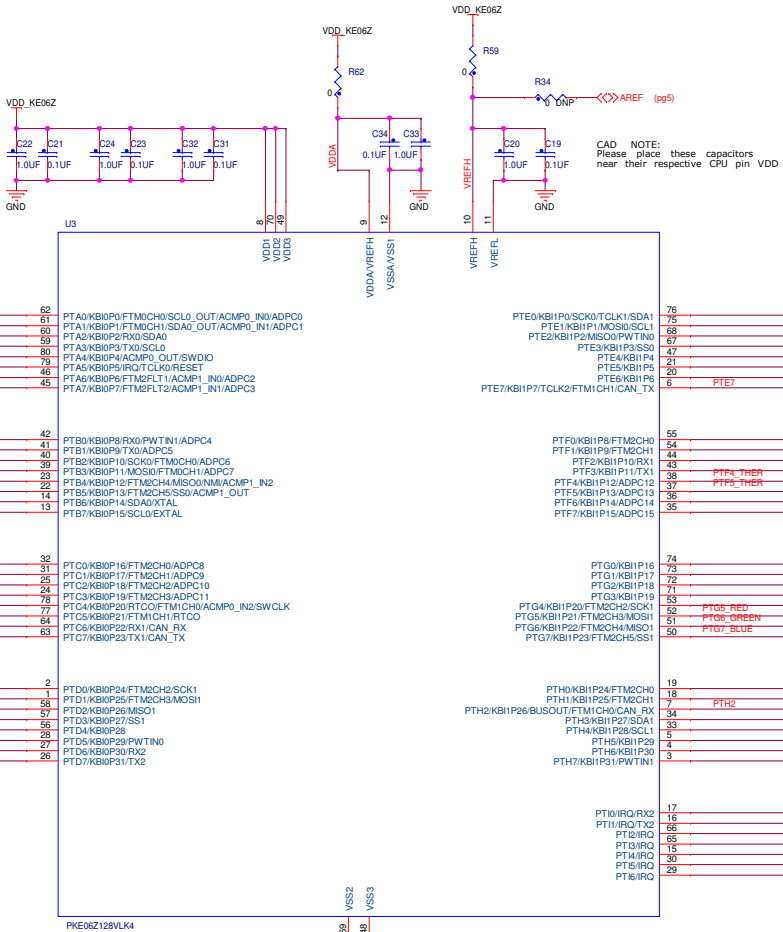 VDD_KE06Z
R59
0
R34
0 DNP
AREF (pg5)
VDD_KE06Z
R62
0
VDD_KE06Z
C22
1.0UF
C21
0.1UF
C24
1.0UF
C23
0.1UF
C32
1.0UF
C31
0.1UF
GND
VDDA
C34
0.1UF
C33
1.0UF
GND
VREFH
C20
1.0UF
C19
0.1UF
GND
CAD NOTE:
Please place these capacitors
near their respective CPU pin VDD
U3
8
70
49
9
12
10
11
VDD1
VDD2
VDD3
VDDA/VREFH
VSSA/VSS1
VREFH
VREFL
62 PTA0/KBI0P0/FTM0CH0/SCL0_OUT/ACMP0_IN0/ADPC0
61 PTA1/KBI0P1/FTM0CH1/SDA0_OUT/ACMP0_IN1/ADPC1
60 PTA2/KBI0P2/RX0/SDA0
59 PTA3/KBI0P3/TX0/SCL0
80 PTA4/KBI0P4/ACMP0_OUT/SWDIO
79 PTA5/KBI0P5/IRQ/TCLK0/RESET
46 PTA6/KBI0P6/FTM2FLT1/ACMP1_IN0/ADPC2
45 PTA7/KBI0P7/FTM2FLT2/ACMP1_IN1/ADPC3
PTE0/KBI1P0/SCK0/TCLK1/SDA1 76
PTE1/KBI1P1/MOSI0/SCL1 75
PTE2/KBI1P2/MISO0/PWTIN0 68
PTE3/KBI1P3/SS0 67
PTE4/KBI1P4 47
PTE5/KBI1P5 21
PTE6/KBI1P6 20
PTE7/KBI1P7/TCLK2/FTM1CH1/CAN_TX 6 PTE7
42 PTB0/KBI0P8/RX0/PWTIN1/ADPC4
41 PTB1/KBI0P9/TX0/ADPC5
40 PTB2/KBI0P10/SCK0/FTM0CH0/ADPC6
39 PTB3/KBI0P11/MOSI0/FTM0CH1/ADPC7
23 PTB4/KBI0P12/FTM2CH4/MISO0/NMI/ACMP1_IN2
22 PTB5/KBI0P13/FTM2CH5/SS0/ACMP1_OUT
14 PTB6/KBI0P14/SDA0/XTAL
13 PTB7/KBI0P15/SCL0/EXTAL
PTF0/KBI1P8/FTM2CH0 55
PTF1/KBI1P9/FTM2CH1 54
PTF2/KBI1P10/RX1 44
PTF3/KBI1P11/TX1 43
PTF4/KBI1P12/ADPC12 38 PTF4_THER
PTF5/KBI1P13/ADPC13 37 PTF5_THER
PTF6/KBI1P14/ADPC14 36
PTF7/KBI1P15/ADPC15 35
32 PTC0/KBI0P16/FTM2CH0/ADPC8
31 PTC1/KBI0P17/FTM2CH1/ADPC9
25 PTC2/KBI0P18/FTM2CH2/ADPC10
24 PTC3/KBI0P19/FTM2CH3/ADPC11
78 PTC4/KBI0P20/RTCO/FTM1CH0/ACMP0_IN2/SWCLK
77 PTC5/KBI0P21/FTM1CH1/RTCO
64 PTC6/KBI0P22/RX1/CAN_RX
63 PTC7/KBI0P23/TX1/CAN_TX
PTG0/KBI1P16 74
PTG1/KBI1P17 73
PTG2/KBI1P18 72
PTG3/KBI1P19 71
PTG4/KBI1P20/FTM2CH2/SCK1 53
PTG5/KBI1P21/FTM2CH3/MOSI1 52 PTG5_RED
PTG6/KBI1P22/FTM2CH4/MISO1 51 PTG6_GREEN
PTG7/KBI1P23/FTM2CH5/SS1 50 PTG7_BLUE
2 PTD0/KBI0P24/FTM2CH2/SCK1
1 PTD1/KBI0P25/FTM2CH3/MOSI1
58 PTD2/KBI0P26/MISO1
57 PTD3/KBI0P27/SS1
56 PTD4/KBI0P28
28 PTD5/KBI0P29/PWTIN0
27 PTD6/KBI0P30/RX2
26 PTD7/KBI0P31/TX2
PTH0/KBI1P24/FTM2CH0 19
PTH1/KBI1P25/FTM2CH1 18
PTH2/KBI1P26/BUSOUT/FTM1CH0/CAN_RX 7 PTH2
PTH3/KBI1P27/SDA1 34
PTH4/KBI1P28/SCL1 33
PTH5/KBI1P29 5
PTH6/KBI1P30 4
PTH7/KBI1P31/PWTIN1 3
PTI0/IRQ/RX2 17
PTI1/IRQ/TX2 16
PTI2/IRQ 66
PTI3/IRQ 65
PTI4/IRQ 15
PTI5/IRQ 30
PTI6/IRQ 29
VSS2
VSS3
PKE06Z128VLK4